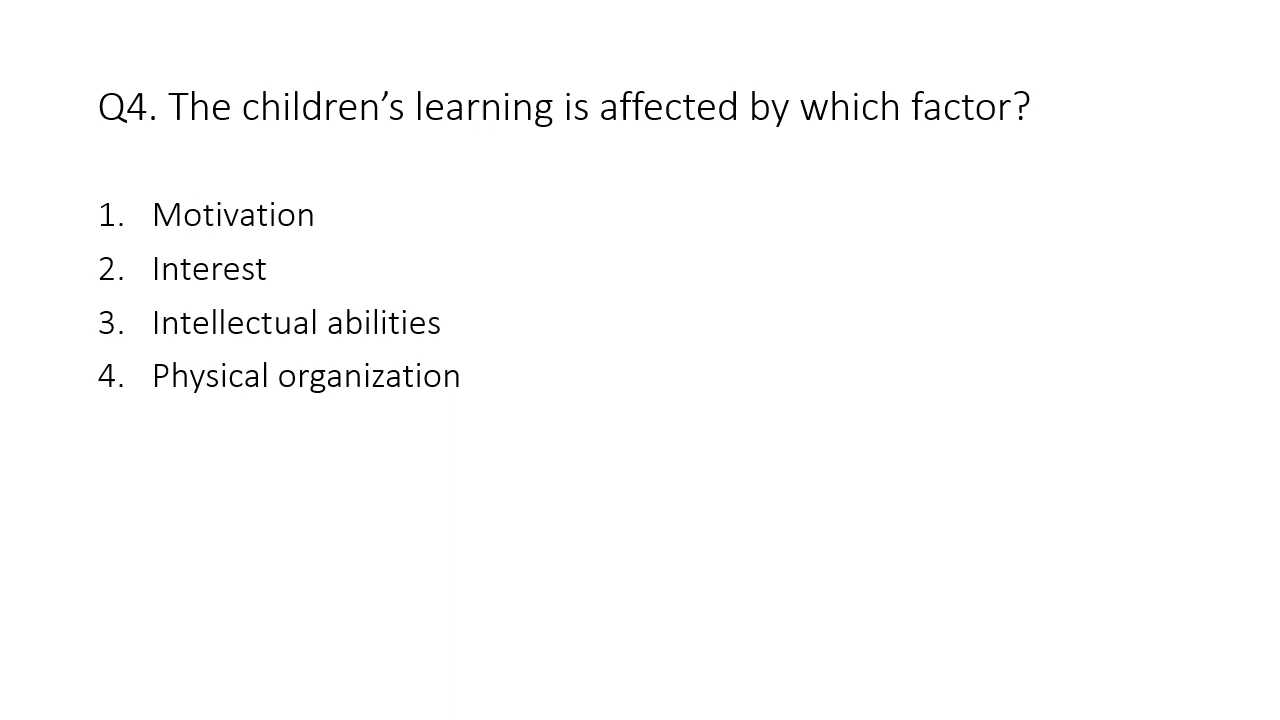 Q4. The children’s learning is affected by which factor?
1. Motivation
2. Interest
3. Intellectual abilities
4. Physical organization